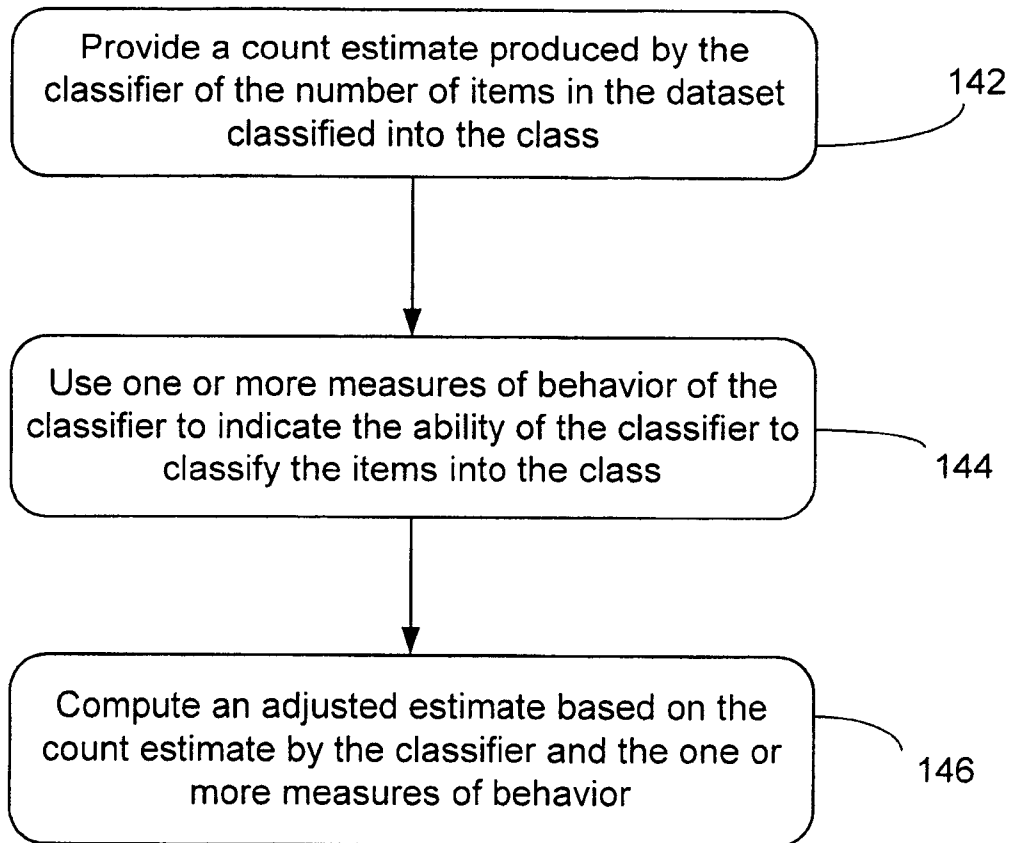 Provide a count estimate produced by the
classifier of the number of items in the dataset
classified into the class
142
Use one or more measures of behavior of the
classifier to indicate the ability of the classifier to
classify the items into the class
144
Compute an adjusted estimate based on the
count estimate by the classifier and the one or
more measures of behavior
146